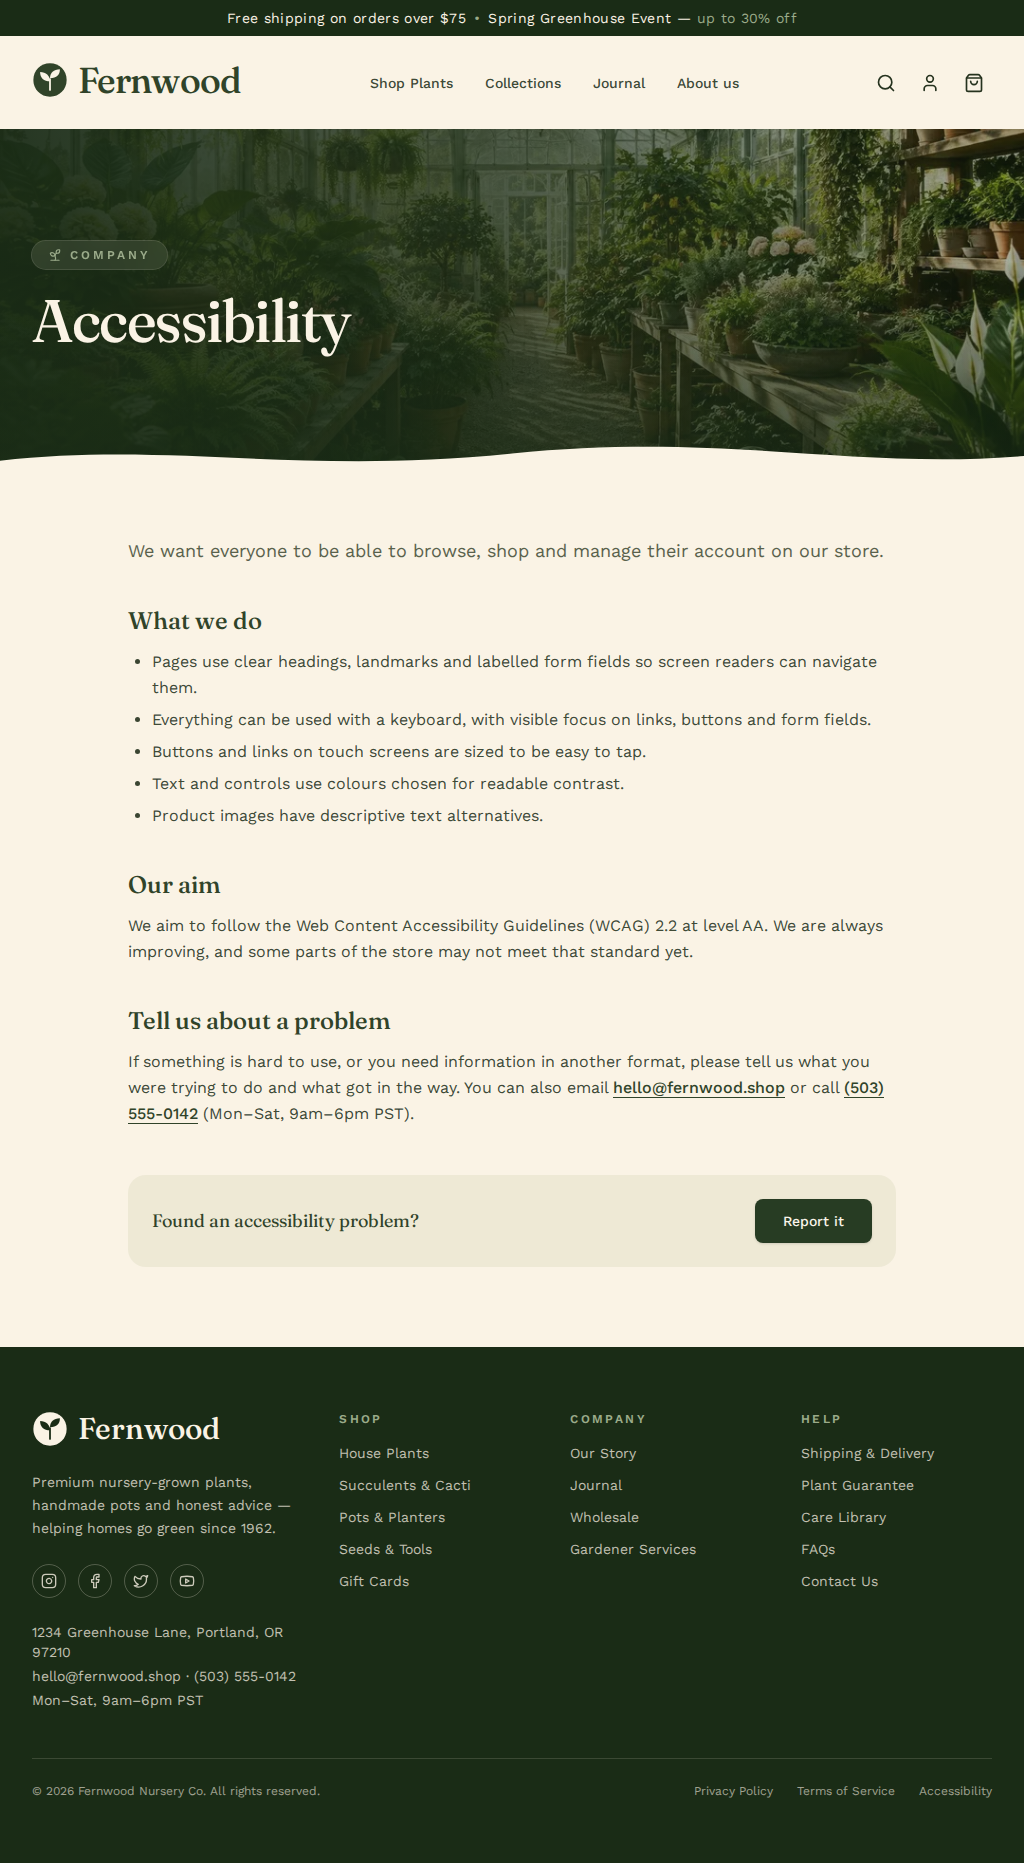 Free shipping on orders over $75 • Spring Greenhouse Event — up to 30% off
Fernwood
Shop Plants
Collections
Journal
About us
COMPANY
Accessibility
We want everyone to be able to browse, shop and manage their account on our store.
What we do
• Pages use clear headings, landmarks and labelled form fields so screen readers can navigate
them.
• Everything can be used with a keyboard, with visible focus on links, buttons and form fields.
• Buttons and links on touch screens are sized to be easy to tap.
• Text and controls use colours chosen for readable contrast.
• Product images have descriptive text alternatives.
Our aim
We aim to follow the Web Content Accessibility Guidelines (WCAG) 2.2 at level AA. We are always
improving, and some parts of the store may not meet that standard yet.
Tell us about a problem
If something is hard to use, or you need information in another format, please tell us what you
were trying to do and what got in the way. You can also email hello@fernwood.shop or call (503)
555-0142 (Mon–Sat, 9am–6pm PST).
Found an accessibility problem?
Report it
Fernwood
Premium nursery-grown plants,
handmade pots and honest advice —
helping homes go green since 1962.
1234 Greenhouse Lane, Portland, OR
97210
hello@fernwood.shop · (503) 555-0142
Mon–Sat, 9am–6pm PST
SHOP
House Plants
Succulents & Cacti
Pots & Planters
Seeds & Tools
Gift Cards
COMPANY
Our Story
Journal
Wholesale
Gardener Services
HELP
Shipping & Delivery
Plant Guarantee
Care Library
FAQs
Contact Us
© 2026 Fernwood Nursery Co. All rights reserved.
Privacy Policy
Terms of Service
Accessibility